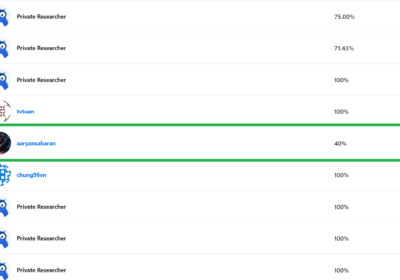 Private Researcher 75.00%
Private Researcher 71.43%
Private Researcher 100%
tvtuan 100%
aaryansaharan 40%
chung96vn 100%
Private Researcher 100%
Private Researcher 100%
Private Researcher 100%